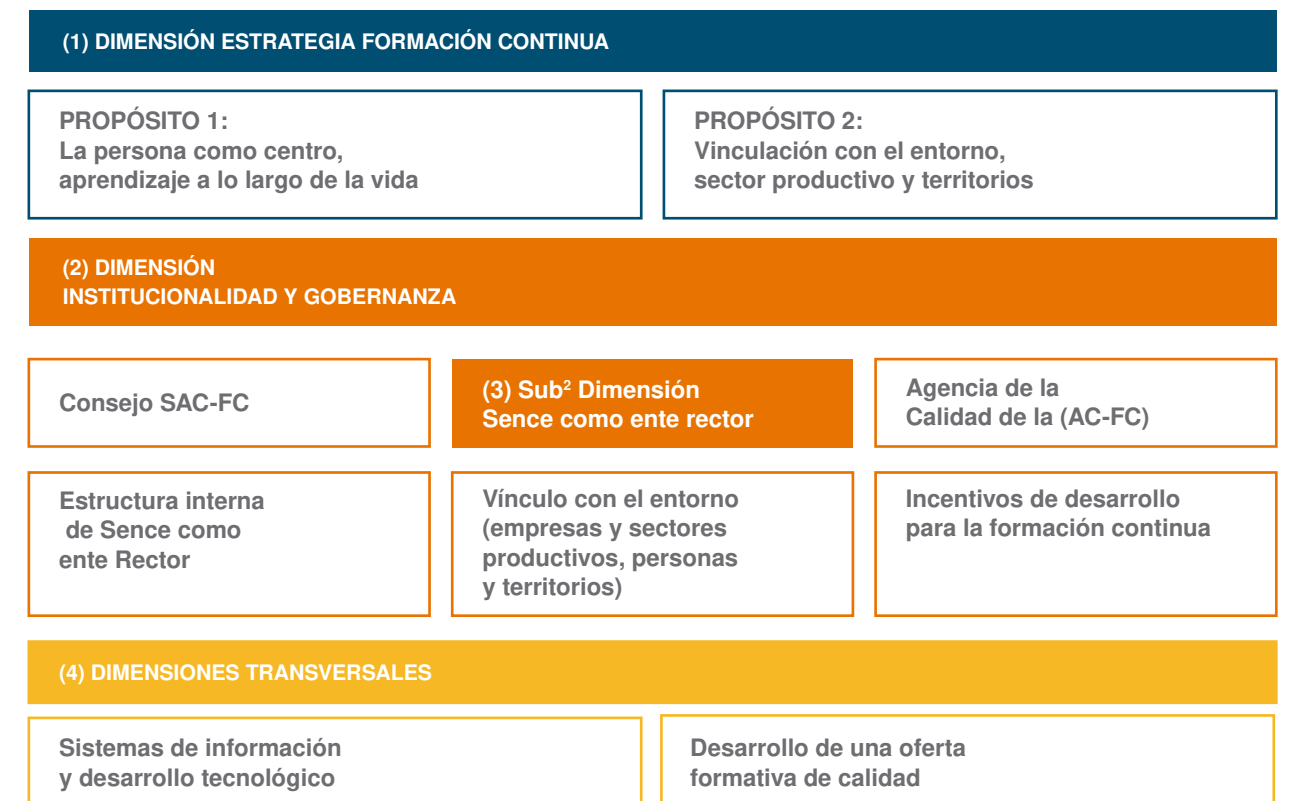 (1) DIMENSIÓN ESTRATEGIA FORMACIÓN CONTINUA
PROPÓSITO 1:
La persona como centro,
aprendizaje a lo largo de la vida
PROPÓSITO 2:
Vinculación con el entorno,
sector productivo y territorios
(2) DIMENSIÓN
INSTITUCIONALIDAD Y GOBERNANZA
Consejo SAC-FC
(3) Sub² Dimensión
Sence como ente rector
Agencia de la
Calidad de la (AC-FC)
Estructura interna
de Sence como
ente Rector
Vínculo con el entorno
(empresas y sectores
productivos, personas
y territorios)
Incentivos de desarrollo
para la formación continua
(4) DIMENSIONES TRANSVERSALES
Sistemas de información
y desarrollo tecnológico
Desarrollo de una oferta
formativa de calidad